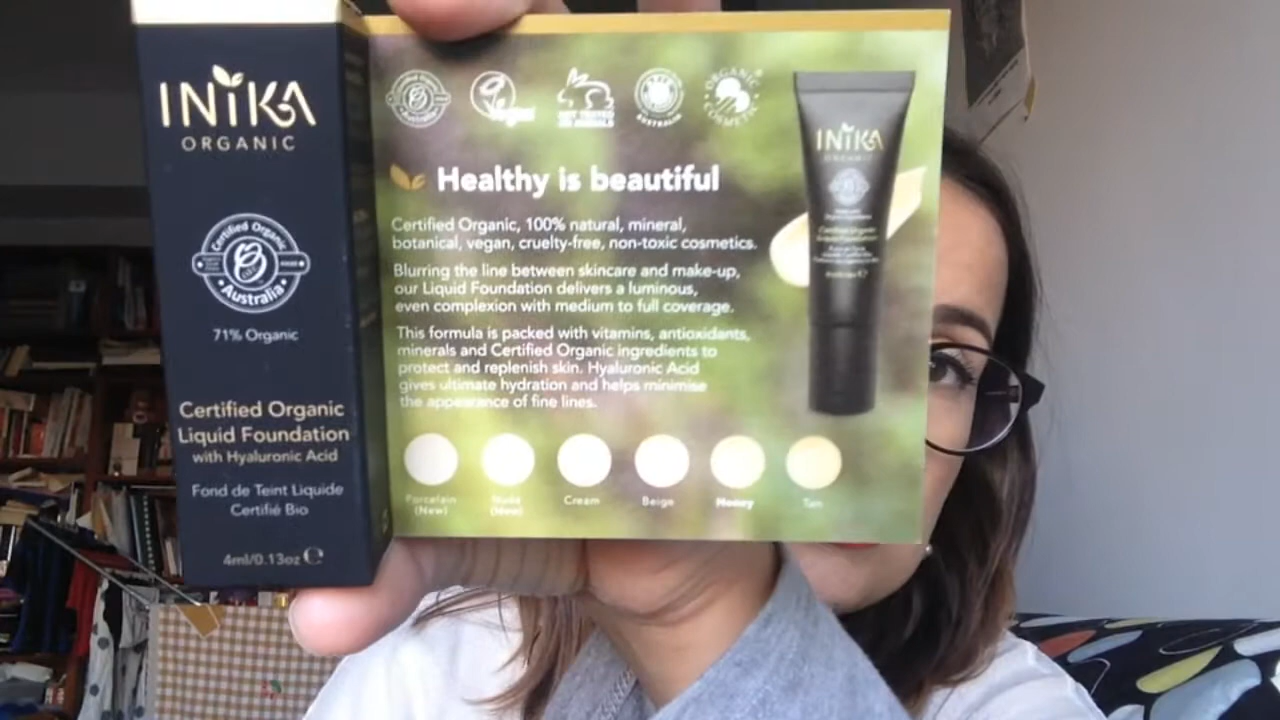 INIKA
ORGANIC
Certified Organic
Australia
71% Organic
Certified Organic
Liquid Foundation
with Hyaluronic Acid
Fond de Teint Liquide
Certifié Bio
4ml/0.13oz e
Certified Organic
Australia
Vegan
NOT TESTED
ON ANIMALS
AUSTRALIA
ORGANIC
COSMETIC
Healthy is beautiful
Certified Organic, 100% natural, mineral,
botanical, vegan, cruelty-free, non-toxic cosmetics.
Blurring the line between skincare and make-up,
our Liquid Foundation delivers a luminous,
even complexion with medium to full coverage.
This formula is packed with vitamins, antioxidants,
minerals and Certified Organic ingredients to
protect and replenish skin. Hyaluronic Acid
gives ultimate hydration and helps minimise
the appearance of fine lines.
Porcelain
(New)
Nude
(New)
Cream
Beige
Honey
Tan
INIKA
ORGANIC